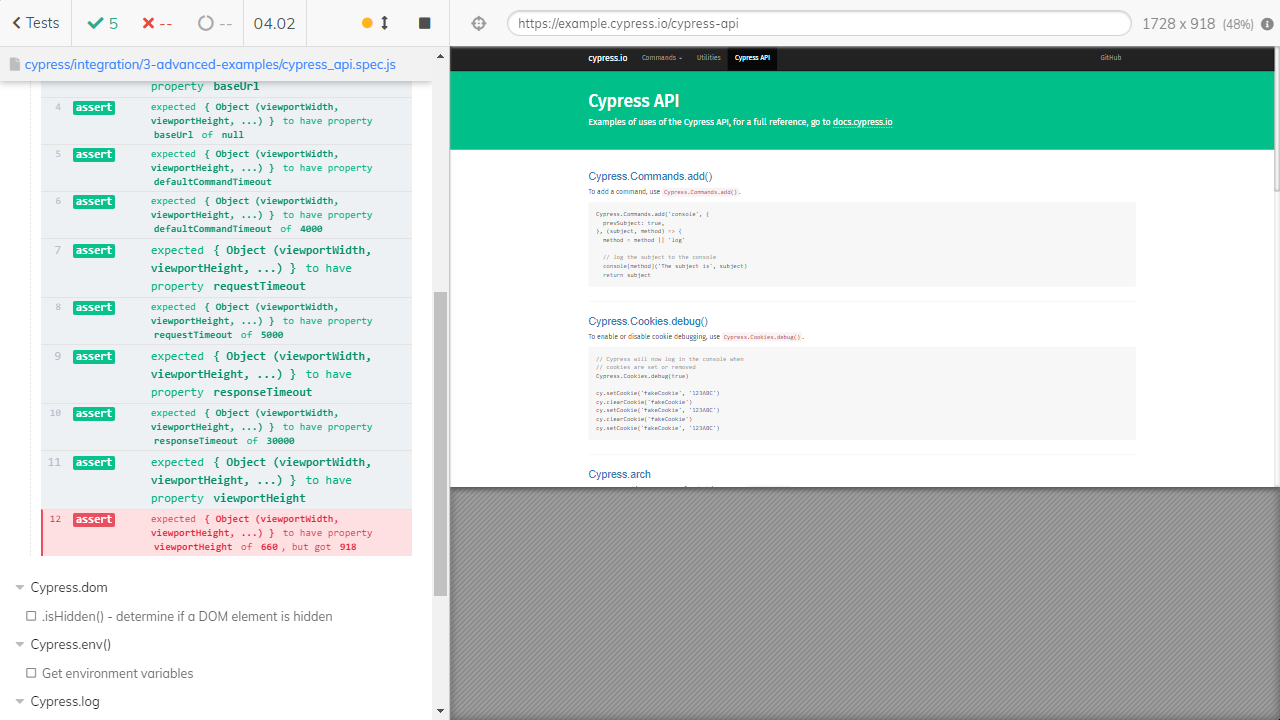 Tests
5
--
--
04.02
https://example.cypress.io/cypress-api
1728 x 918 (48%)
cypress/integration/3-advanced-examples/cypress_api.spec.js
property baseUrl
4 assert expected { Object (viewportWidth,
viewportHeight, ...) } to have property
baseUrl of null
5 assert expected { Object (viewportWidth,
viewportHeight, ...) } to have property
defaultCommandTimeout
6 assert expected { Object (viewportWidth,
viewportHeight, ...) } to have property
defaultCommandTimeout of 4000
7 assert expected { Object (viewportWidth,
viewportHeight, ...) } to have
property requestTimeout
8 assert expected { Object (viewportWidth,
viewportHeight, ...) } to have property
requestTimeout of 5000
9 assert expected { Object (viewportWidth,
viewportHeight, ...) } to have
property responseTimeout
10 assert expected { Object (viewportWidth,
viewportHeight, ...) } to have property
responseTimeout of 30000
11 assert expected { Object (viewportWidth,
viewportHeight, ...) } to have
property viewportHeight
12 assert expected { Object (viewportWidth,
viewportHeight, ...) } to have property
viewportHeight of 660 , but got 918
Cypress.dom
.isHidden() - determine if a DOM element is hidden
Cypress.env()
Get environment variables
Cypress.log
cypress.io Commands Utilities Cypress API GitHub
Cypress API
Examples of uses of the Cypress API, for a full reference, go to docs.cypress.io
Cypress.Commands.add()
To add a command, use Cypress.Commands.add().
Cypress.Commands.add('console', {
prevSubject: true,
}, (subject, method) => {
method = method || 'log'
// log the subject to the console
console[method]('The subject is', subject)
return subject
Cypress.Cookies.debug()
To enable or disable cookie debugging, use Cypress.Cookies.debug().
// Cypress will now log in the console when
// cookies are set or removed
Cypress.Cookies.debug(true)
cy.setCookie('fakeCookie', '123ABC')
cy.clearCookie('fakeCookie')
cy.setCookie('fakeCookie', '123ABC')
cy.clearCookie('fakeCookie')
cy.setCookie('fakeCookie', '123ABC')
Cypress.arch